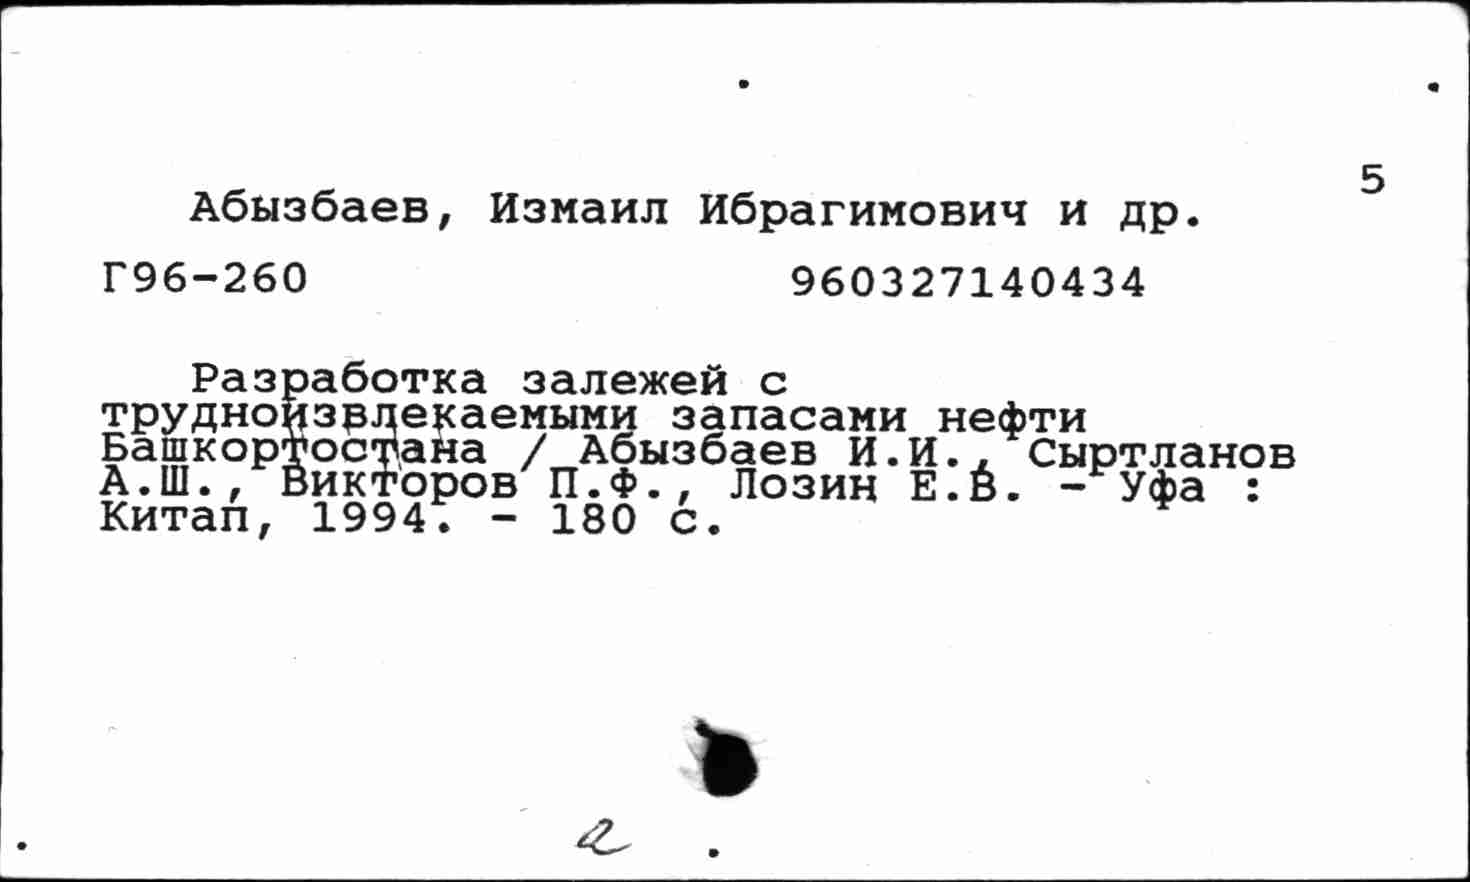 5
Абызбаев, Измаил Ибрагимович и др.
Г96-260 960327140434
Разработка залежей с
трудноизвлекаемыми запасами нефти
Башкортостана / Абызбаев И.И., Сыртланов
А.Ш., Викторов П.Ф., Лозин Е.В. - Уфа :
Китап, 1994. - 180 с.